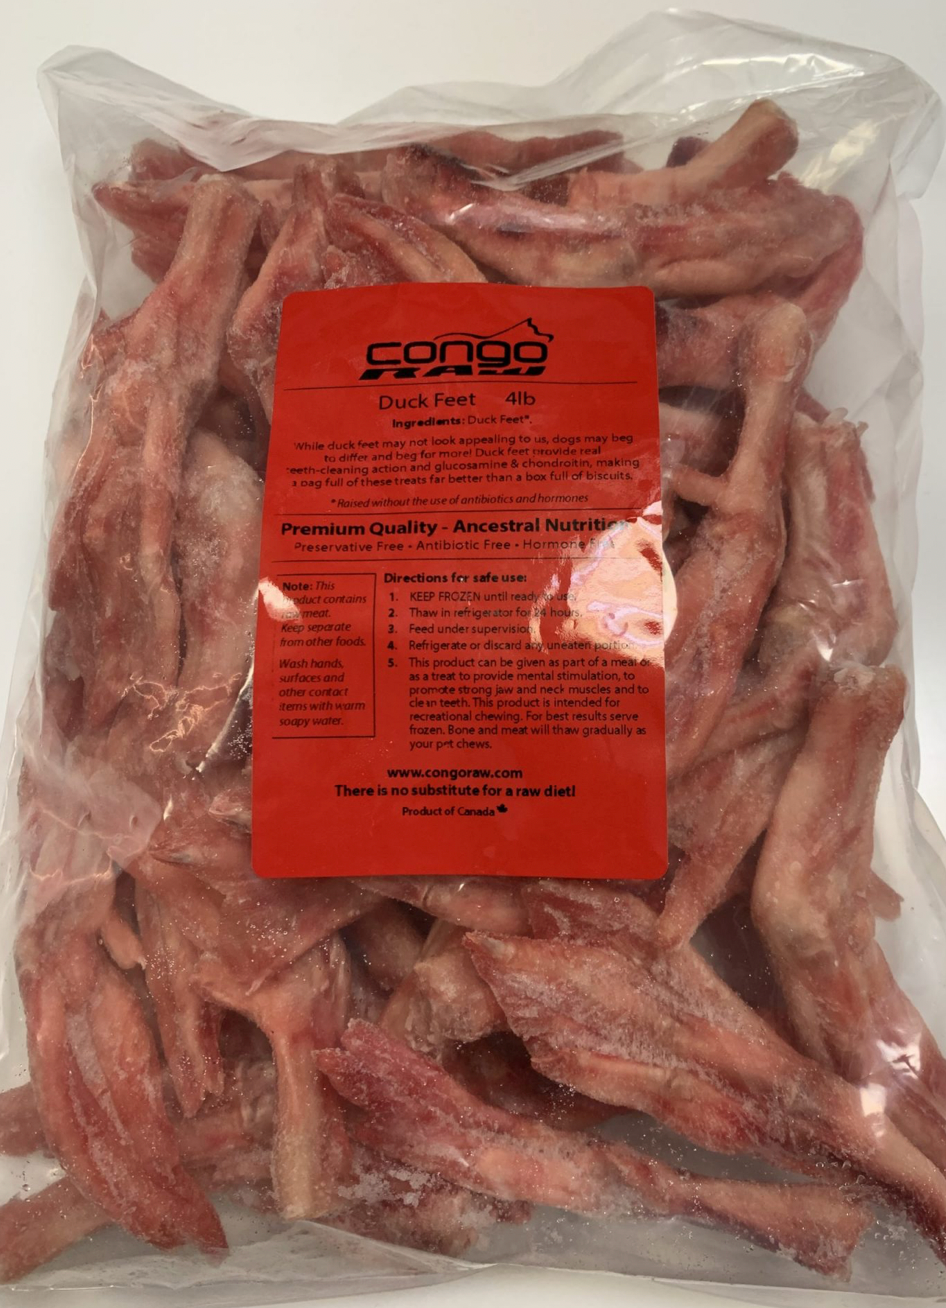 congo
RAW
Duck Feet 4lb
Ingredients: Duck Feet*.
While duck feet may not look appealing to us, dogs may beg
to differ and beg for more! Duck feet provide real
teeth-cleaning action and glucosamine & chondroitin, making
a bag full of these treats far better than a box full of biscuits.
*Raised without the use of antibiotics and hormones
Premium Quality - Ancestral Nutrition
Preservative Free • Antibiotic Free • Hormone Free
Note: This
product contains
raw meat.
Keep separate
from other foods.
Wash hands,
surfaces and
other contact
items with warm
soapy water.
Directions for safe use:
1. KEEP FROZEN until ready to use.
2. Thaw in refrigerator for 24 hours.
3. Feed under supervision.
4. Refrigerate or discard any uneaten portion
5. This product can be given as part of a meal or
as a treat to provide mental stimulation, to
promote strong jaw and neck muscles and to
clean teeth. This product is intended for
recreational chewing. For best results serve
frozen. Bone and meat will thaw gradually as
your pet chews.
www.congoraw.com
There is no substitute for a raw diet!
Product of Canada